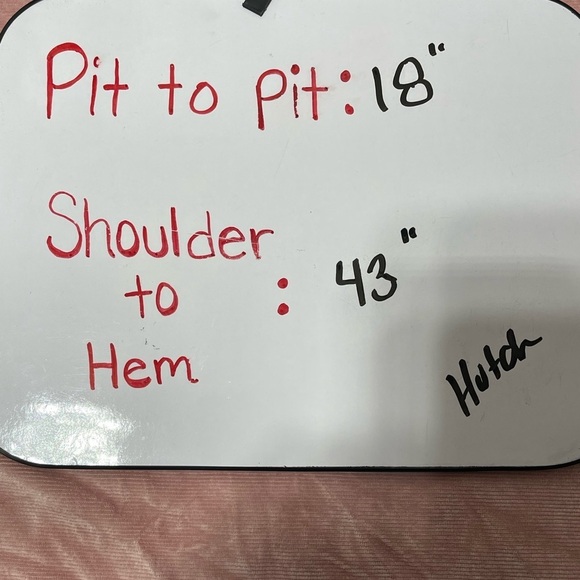 Pit to pit: 18"
Shoulder
to : 43"
Hem
Hutch